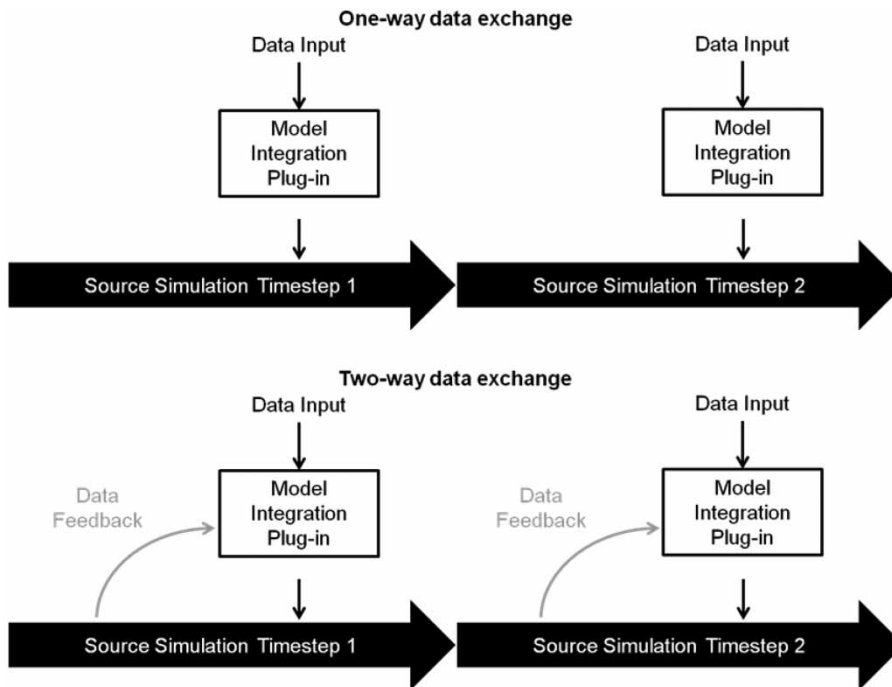 One-way data exchange
Data Input
Data Input
Model
Integration
Plug-in
Model
Integration
Plug-in
Source Simulation Timestep 1
Source Simulation Timestep 2
Two-way data exchange
Data Input
Data Input
Data
Feedback
Model
Integration
Plug-in
Data
Feedback
Model
Integration
Plug-in
Source Simulation Timestep 1
Source Simulation Timestep 2